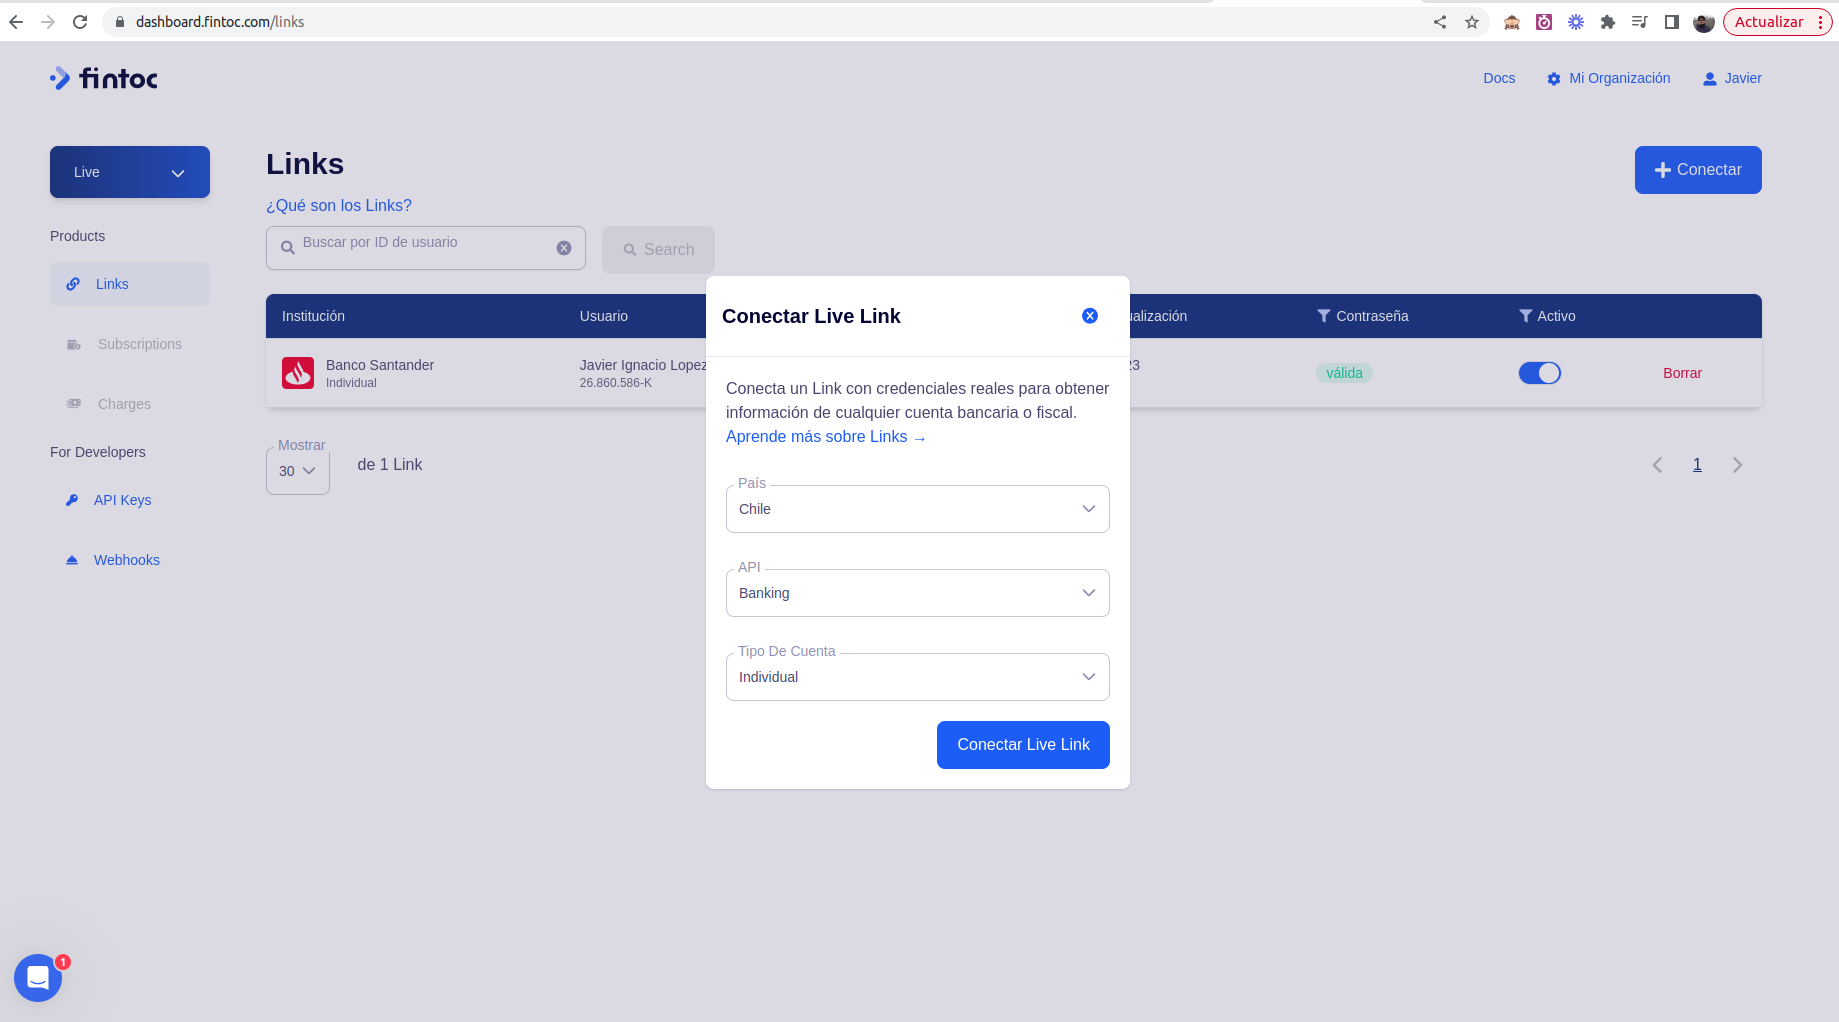 dashboard.fintoc.com/links
Actualizar
fintoc
Docs
Mi Organización
Javier
Live
Links
Conectar
¿Qué son los Links?
Buscar por ID de usuario
Search
Products
Links
Subscriptions
Charges
For Developers
API Keys
Webhooks
Institución
Usuario
ualización
Contraseña
Activo
Banco Santander
Individual
Javier Ignacio Lopez
26.860.586-K
23
válida
Borrar
Mostrar
30
de 1 Link
1
Conectar Live Link
Conecta un Link con credenciales reales para obtener
información de cualquier cuenta bancaria o fiscal.
Aprende más sobre Links →
País
Chile
API
Banking
Tipo De Cuenta
Individual
Conectar Live Link
1